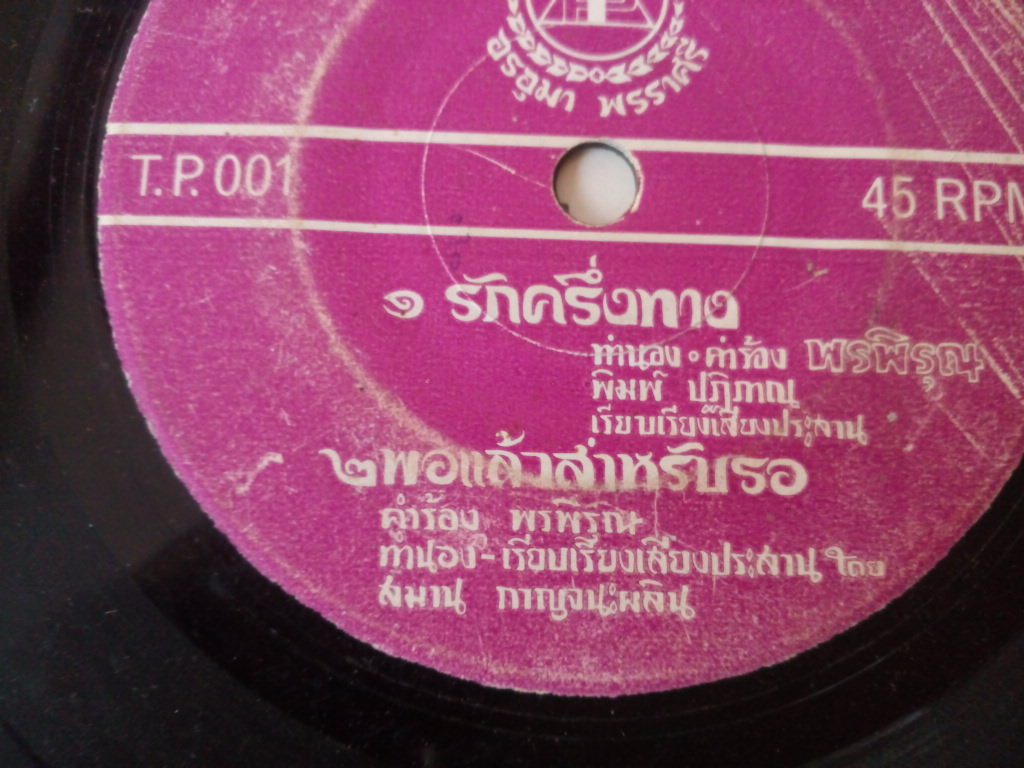 อรอุมา พรราศรี
T.P. 001
45 RPM
๑ รักครึ่งทาง
ทำนอง • คำร้อง พรพิรุณ
พิมพ์ ปฏิภาณ
เรียบเรียงเสียงประสาน
๒ พอแล้วสำหรับรอ
คำร้อง พรพิรุณ
ทำนอง - เรียบเรียงเสียงประสาน โดย
สมาน กาญจนะผลิน